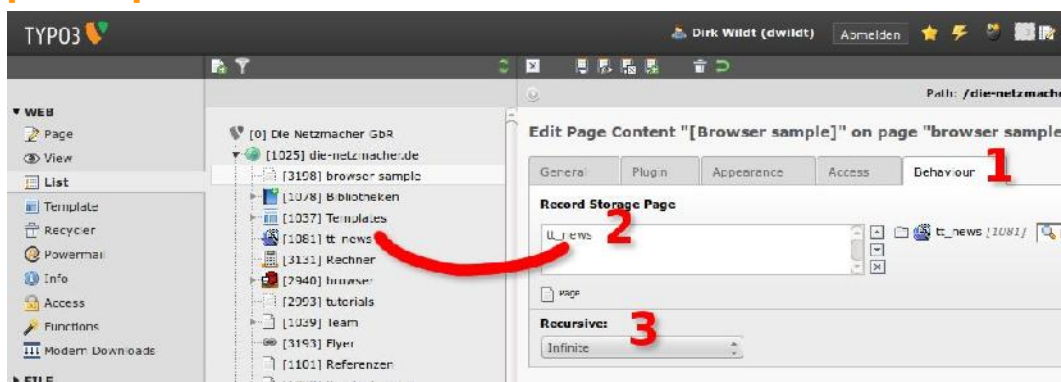 TYPO3
Dirk Wildt (dwildt)
Abmelden
Path: /die-netzmache
WEB
Page
View
List
Template
Recycler
Powermail
Info
Access
Functions
Modern Downloads
FILE
[0] Die Netzmacher GbR
[1025] die-netzmacher.de
[3198] browser sample
[1078] Bibliotheken
[1037] Templates
[1081] tt_news
[3131] Rechner
[2940] browser
[2993] tutorials
[1039] Team
[3193] Flyer
[1101] Referenzen
Edit Page Content "[Browser sample]" on page "browser sample
General
Plugin
Appearance
Access
Behaviour
1
Record Storage Page
2
tt_news
tt_news [1081]
Page
Recursive:
3
Infinite